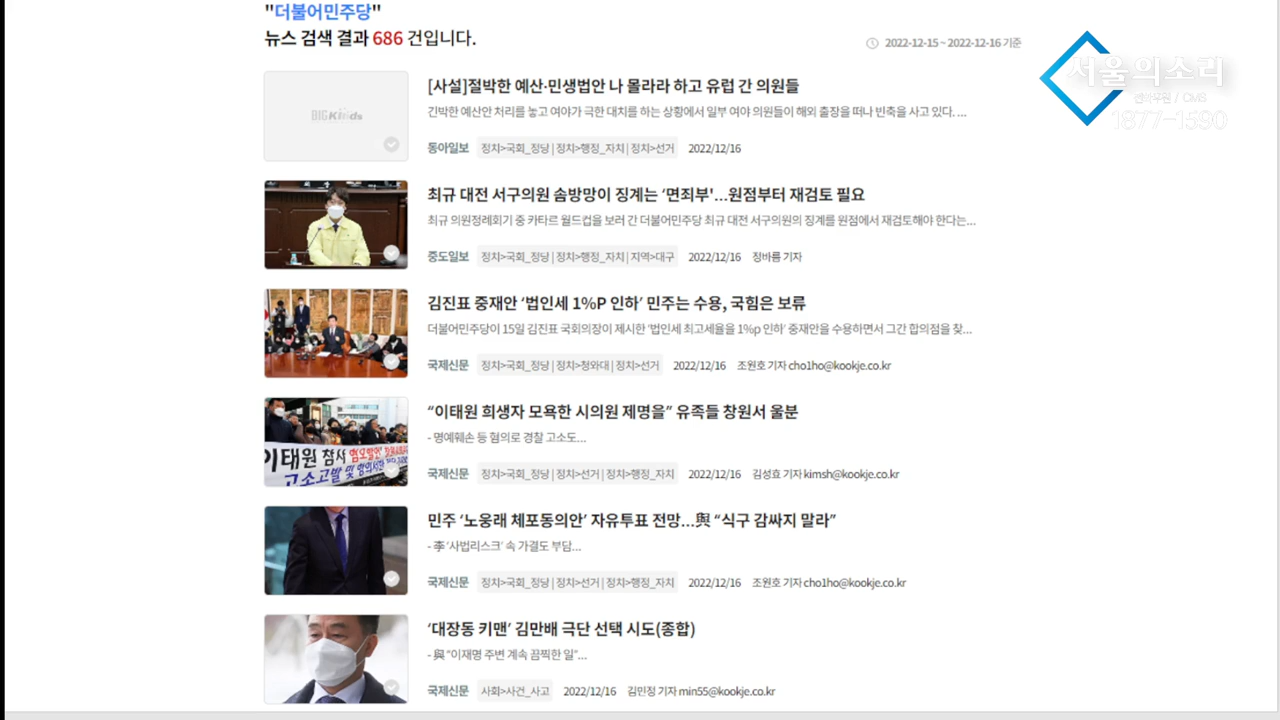 "더불어민주당"
뉴스 검색 결과 686 건입니다.
2022-12-15 ~ 2022-12-16 기준
서울의소리
1877-1580
BIGKinds
[사설]절박한 예산·민생법안 나 몰라라 하고 유럽 간 의원들
긴박한 예산안 처리를 놓고 여야가 극한 대치를 하는 상황에서 일부 여야 의원들이 해외 출장을 떠나 빈축을 사고 있다. ...
동아일보 정치>국회_정당 | 정치>행정_자치 | 정치>선거 2022/12/16
최규 대전 서구의원 솜방망이 징계는 ‘면죄부'...원점부터 재검토 필요
최규 의원정례회기 중 카타르 월드컵을 보러 간 더불어민주당 최규 대전 서구의원의 징계를 원점에서 재검토해야 한다는...
중도일보 정치>국회_정당 | 정치>행정_자치 | 지역>대구 2022/12/16 정바름 기자
김진표 중재안 ‘법인세 1%P 인하’ 민주는 수용, 국힘은 보류
더불어민주당이 15일 김진표 국회의장이 제시한 ‘법인세 최고세율을 1%p 인하’ 중재안을 수용하면서 그간 합의점을 찾...
국제신문 정치>국회_정당 | 정치>청와대 | 정치>선거 2022/12/16 조원호 기자 cho1ho@kookje.co.kr
“이태원 희생자 모욕한 시의원 제명을” 유족들 창원서 울분
- 명예훼손 등 혐의로 경찰 고소도...
이태원 참사
고소고발 및 항의서한
국제신문 정치>국회_정당 | 정치>선거 | 정치>행정_자치 2022/12/16 김성효 기자 kimsh@kookje.co.kr
민주 ‘노웅래 체포동의안’ 자유투표 전망...與 “식구 감싸지 말라”
- 李 ‘사법리스크’ 속 가결도 부담...
국제신문 정치>국회_정당 | 정치>선거 | 정치>행정_자치 2022/12/16 조원호 기자 cho1ho@kookje.co.kr
‘대장동 키맨’ 김만배 극단 선택 시도(종합)
- 與 “이재명 주변 계속 끔찍한 일”...
국제신문 사회>사건_사고 2022/12/16 김민정 기자 min55@kookje.co.kr